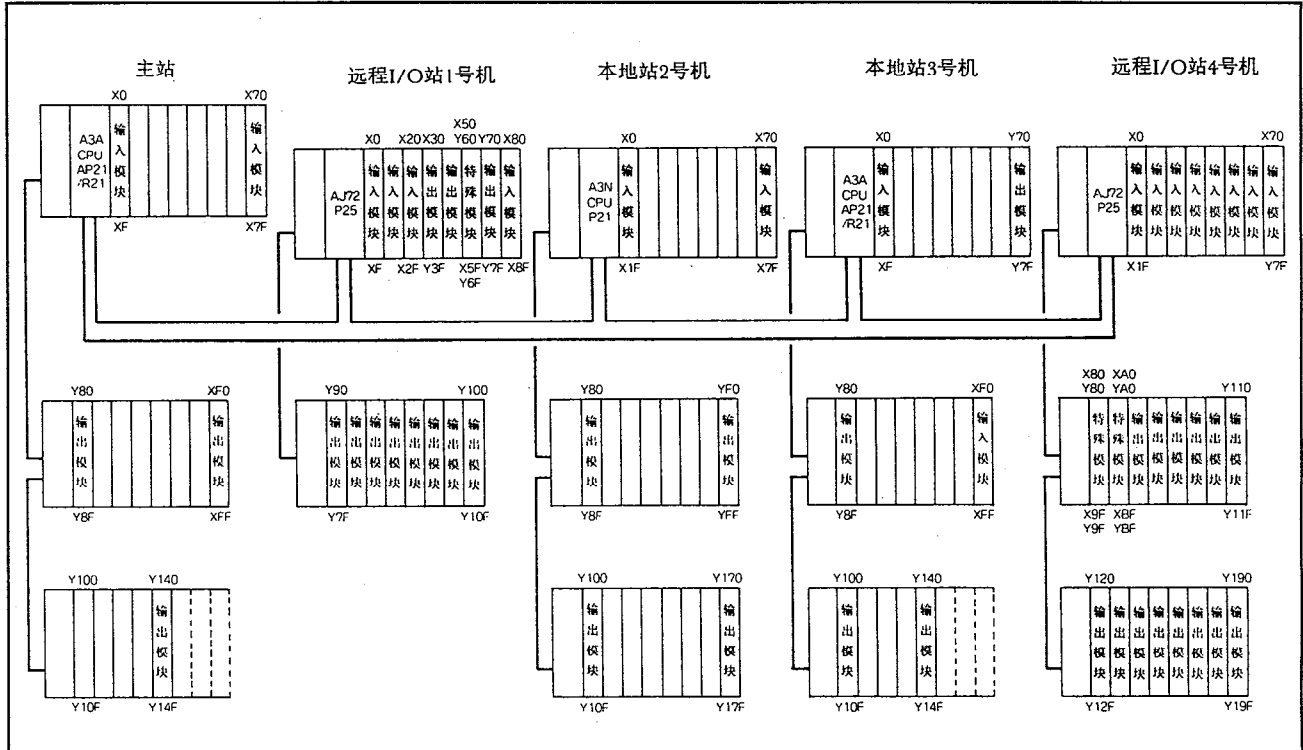 主站
远程I/O站1号机
本地站2号机
本地站3号机
远程I/O站4号机
X0 X70
A3A CPU AP21 /R21
输入模块
输入模块
XF X7F
X50
X0 X20 X30 Y60 Y70 X80
AJ72 P25
输入模块
输入模块
输入模块
输出模块
输出模块
特殊模块
输出模块
输入模块
XF X2F Y3F X5F Y7F X8F
Y6F
X0 X70
A3N CPU P21
输入模块
X1F X7F
X0 Y70
A3A CPU AP21 /R21
输入模块
输出模块
XF Y7F
X0 X70
AJ72 P25
输入模块
输入模块
输入模块
输入模块
输入模块
输入模块
输入模块
输入模块
X1F Y7F
Y80 XF0
输出模块
输出模块
Y8F XFF
Y90 Y100
输出模块
输出模块
输出模块
输出模块
输出模块
输出模块
输出模块
输出模块
Y7F Y10F
Y80 YF0
输出模块
输出模块
Y8F YFF
Y80 XF0
输出模块
输入模块
Y8F XFF
X80 XA0
Y80 YA0 Y110
特殊模块
特殊模块
输出模块
输出模块
输出模块
输出模块
输出模块
输出模块
X9F XBF Y11F
Y9F YBF
Y100 Y140
输出模块
Y10F Y14F
Y100 Y170
输出模块
输出模块
Y10F Y17F
Y100 Y140
输出模块
输出模块
Y10F Y14F
Y120 Y190
输出模块
输出模块
输出模块
输出模块
输出模块
输出模块
输出模块
输出模块
Y12F Y19F